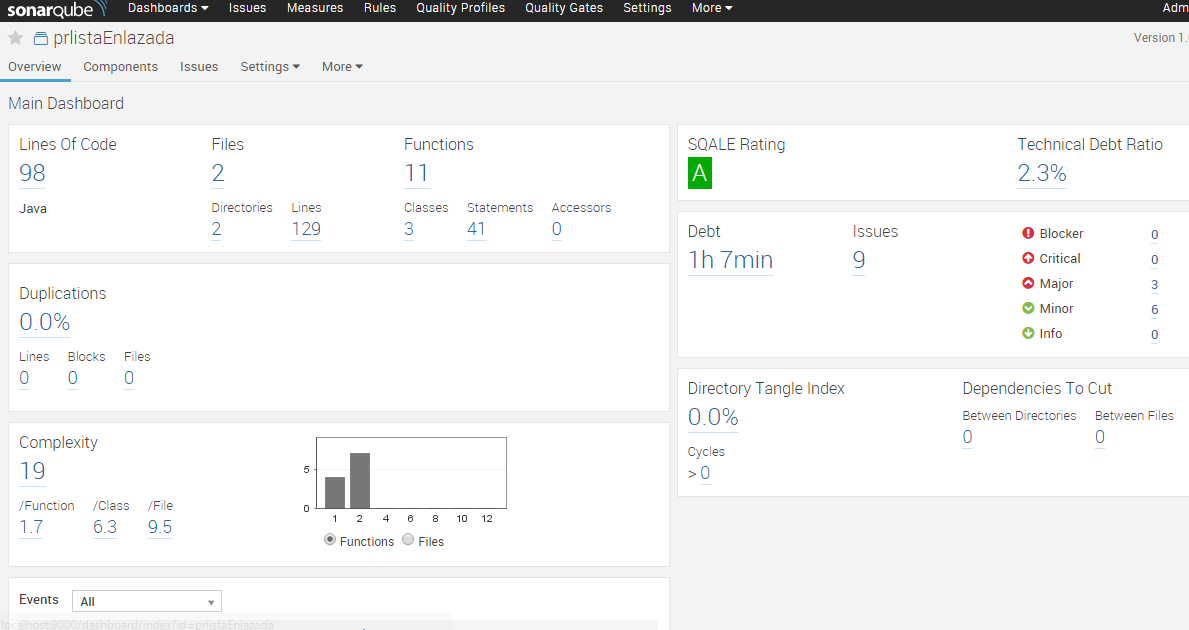 sonarqube Dashboards Issues Measures Rules Quality Profiles Quality Gates Settings More Adm
prlistaEnlazada Version 1.
Overview Components Issues Settings More
Main Dashboard
Lines Of Code Files Functions
98 2 11
Java
Directories Lines Classes Statements Accessors
2 129 3 41 0
SQALE Rating Technical Debt Ratio
A 2.3%
Debt Issues
1h 7min 9
Blocker 0
Critical 0
Major 3
Minor 6
Info 0
Duplications
0.0%
Lines Blocks Files
0 0 0
Directory Tangle Index Dependencies To Cut
0.0% Between Directories Between Files
0 0
Cycles
> 0
Complexity
19
/Function /Class /File
1.7 6.3 9.5
5
0
1 2 4 6 8 10 12
Functions Files
Events All
localhost:9000/dashboard/index?id=prlistaEnlazada